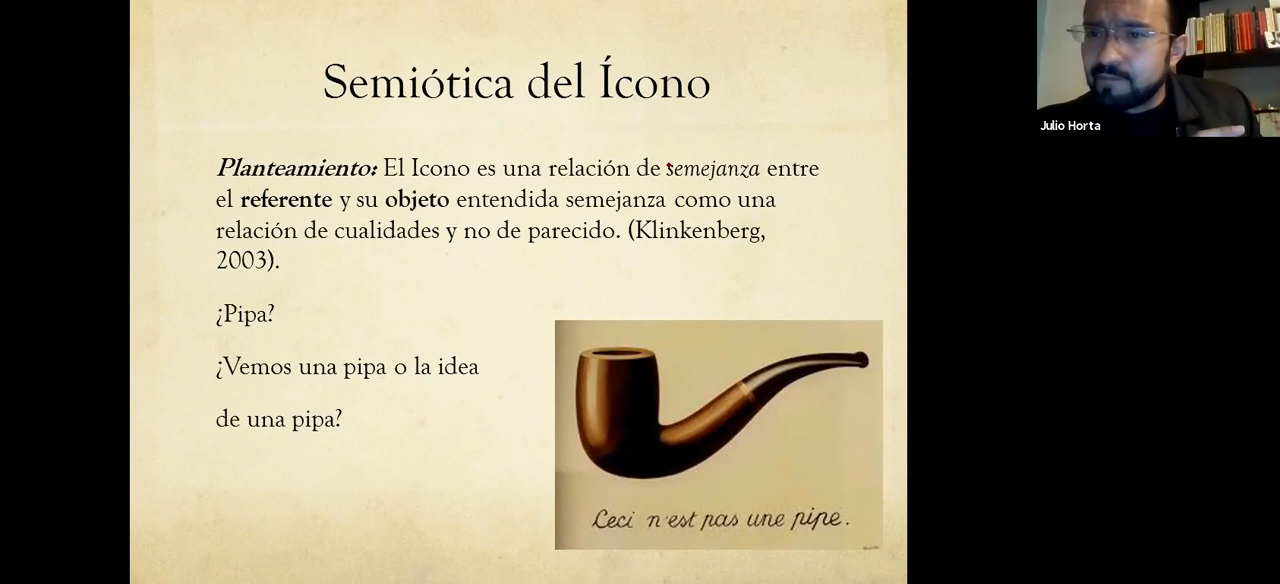 Semiótica del Ícono
Planteamiento: El Icono es una relación de semejanza entre
el referente y su objeto entendida semejanza como una
relación de cualidades y no de parecido. (Klinkenberg,
2003).
¿Pipa?
¿Vemos una pipa o la idea
de una pipa?
Ceci n'est pas une pipe.
Julio Horta